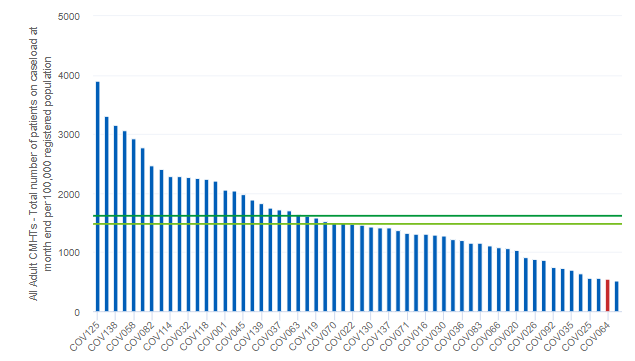 All Adult CMHTs - Total number of patients on caseload at
month end per 100,000 registered population
5000
4000
3000
2000
1000
0
COV125
COV138
COV058
COV082
COV114
COV032
COV118
COV001
COV045
COV139
COV037
COV063
COV119
COV070
COV022
COV130
COV137
COV071
COV016
COV030
COV036
COV083
COV066
COV020
COV026
COV092
COV035
COV025
COV064